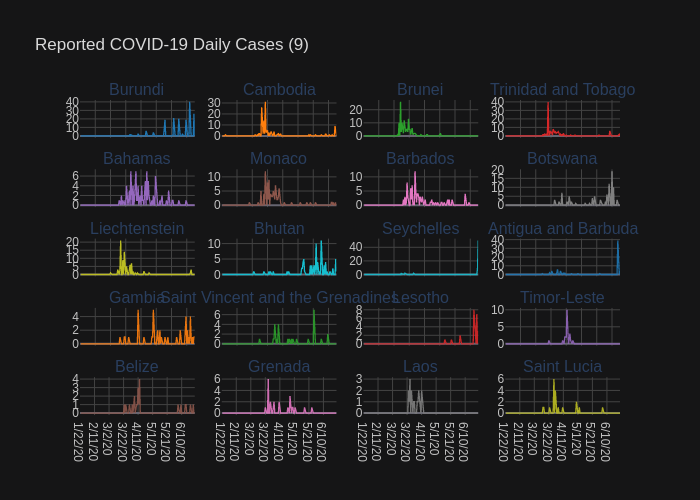 Reported COVID-19 Daily Cases (9)
Burundi Cambodia Brunei Trinidad and Tobago
40 30 20 10 0
30 20 10 0
20 10 0
40 30 20 10 0
Bahamas Monaco Barbados Botswana
6 4 2 0
10 5 0
10 5 0
20 15 10 5 0
Liechtenstein Bhutan Seychelles Antigua and Barbuda
20 15 10 5 0
10 5 0
40 20 0
40 30 20 10 0
Gambia Saint Vincent and the Grenadines Lesotho Timor-Leste
4 2 0
6 4 2 0
8 6 4 2 0
10 5 0
Belize Grenada Laos Saint Lucia
4 3 2 1 0
6 4 2 0
3 2 1 0
6 4 2 0
1/22/20 2/11/20 3/2/20 3/22/20 4/11/20 5/1/20 5/21/20 6/10/20
1/22/20 2/11/20 3/2/20 3/22/20 4/11/20 5/1/20 5/21/20 6/10/20
1/22/20 2/11/20 3/2/20 3/22/20 4/11/20 5/1/20 5/21/20 6/10/20
1/22/20 2/11/20 3/2/20 3/22/20 4/11/20 5/1/20 5/21/20 6/10/20